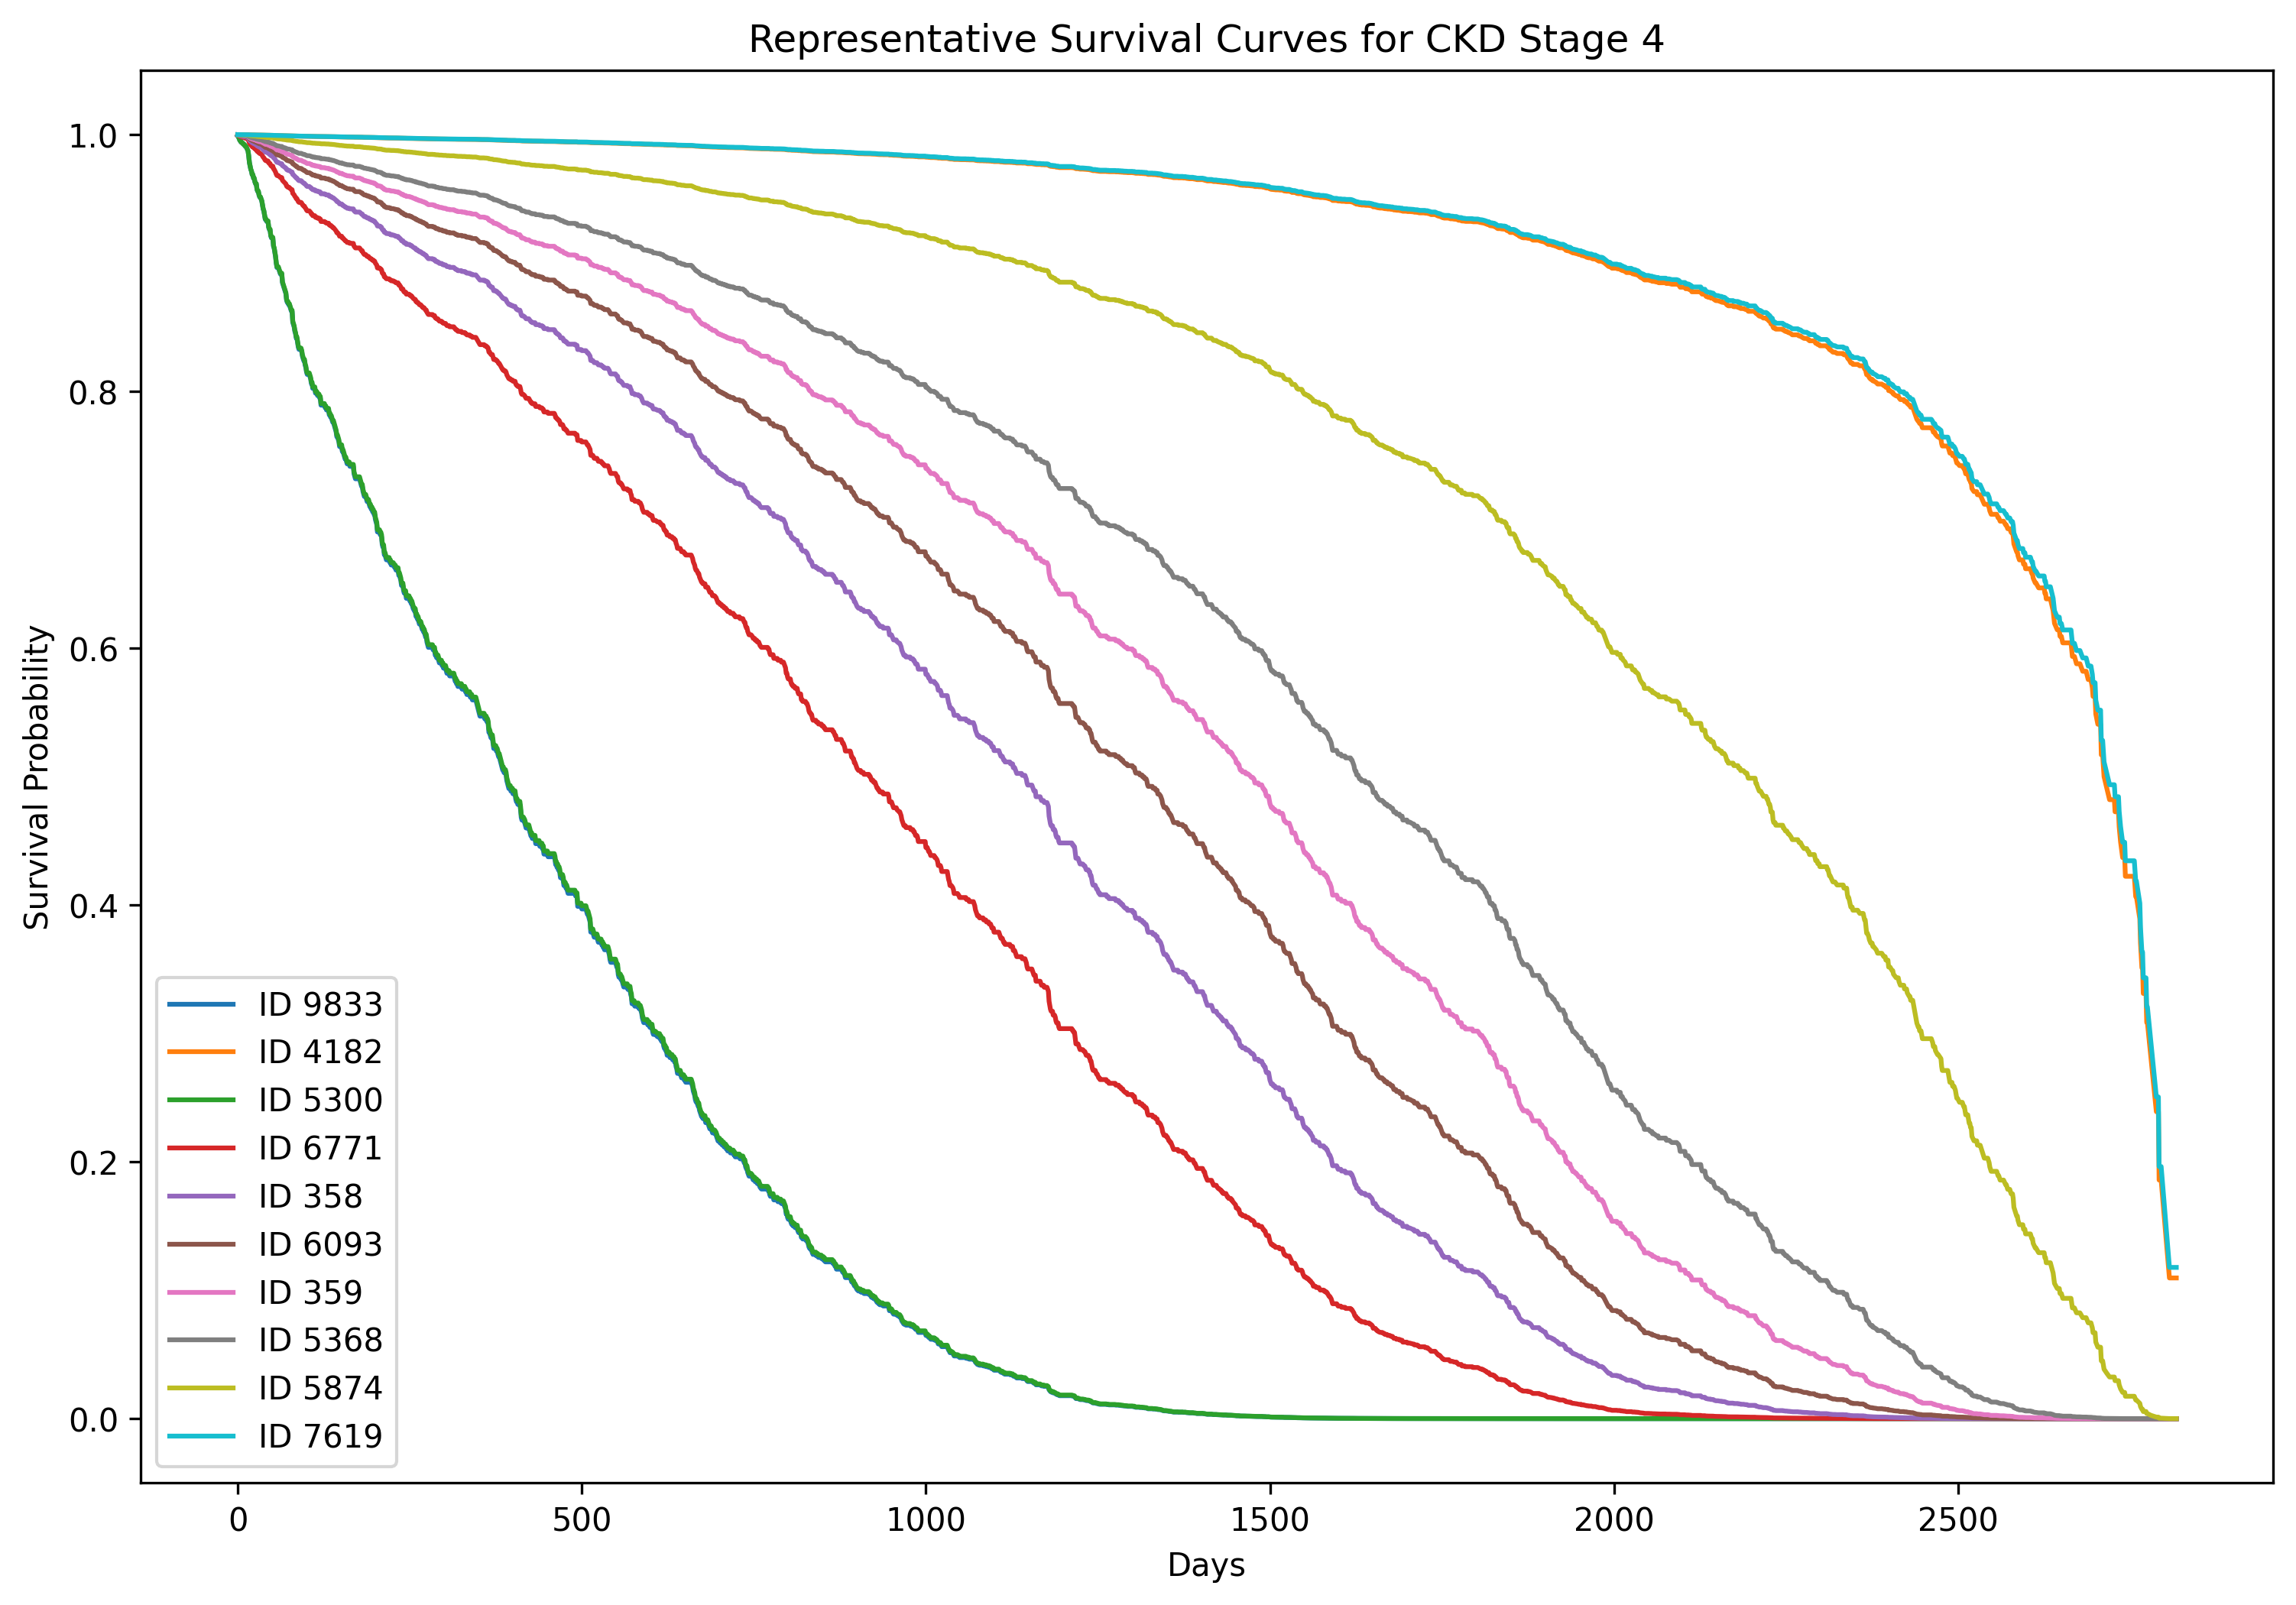 Representative Survival Curves for CKD Stage 4
Survival Probability
1.0
0.8
0.6
0.4
0.2
0.0
ID 9833
ID 4182
ID 5300
ID 6771
ID 358
ID 6093
ID 359
ID 5368
ID 5874
ID 7619
0 500 1000 1500 2000 2500
Days